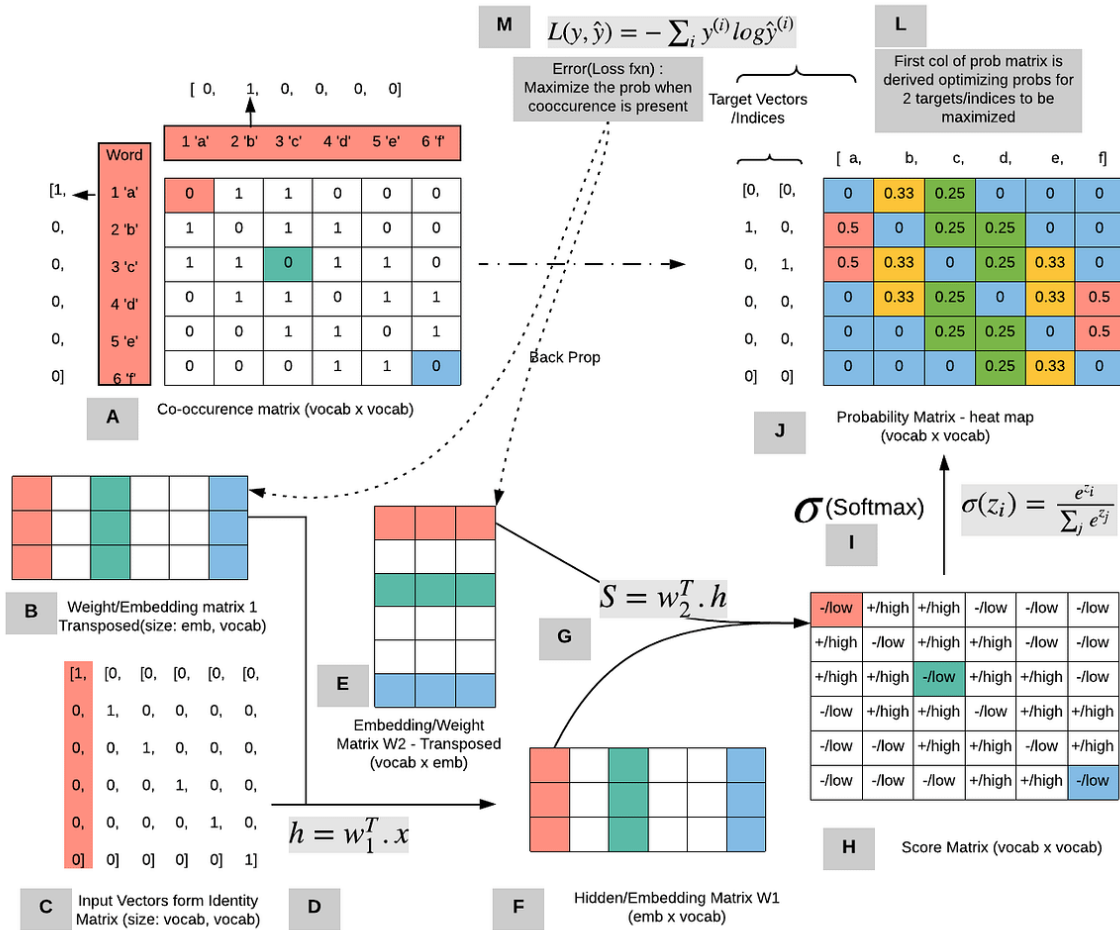 M
L(y, ŷ) = − ∑ᵢ y⁽ⁱ⁾ log ŷ⁽ⁱ⁾
L
Error(Loss fxn) :
Maximize the prob when
cooccurence is present
Target Vectors
/Indices
First col of prob matrix is
derived optimizing probs for
2 targets/indices to be
maximized
[ 0, 1, 0, 0, 0, 0]
1 'a' 2 'b' 3 'c' 4 'd' 5 'e' 6 'f'
Word
[1, 1 'a' 0 1 1 0 0 0
0, 2 'b' 1 0 1 1 0 0
0, 3 'c' 1 1 0 1 1 0
0, 4 'd' 0 1 1 0 1 1
0, 5 'e' 0 0 1 1 0 1
0] 6 'f' 0 0 0 1 1 0
A
Co-occurence matrix (vocab x vocab)
[ a, b, c, d, e, f]
[0, [0, 0 0.33 0.25 0 0 0
1, 0, 0.5 0 0.25 0.25 0 0
0, 1, 0.5 0.33 0 0.25 0.33 0
0, 0, 0 0.33 0.25 0 0.33 0.5
0, 0, 0 0 0.25 0.25 0 0.5
0] 0] 0 0 0 0.25 0.33 0
J
Probability Matrix - heat map
(vocab x vocab)
Back Prop
B
Weight/Embedding matrix 1
Transposed(size: emb, vocab)
[1, [0, [0, [0, [0, [0,
0, 1, 0, 0, 0, 0,
0, 0, 1, 0, 0, 0,
0, 0, 0, 1, 0, 0,
0, 0, 0, 0, 1, 0,
0] 0] 0] 0] 0] 1]
C
Input Vectors form Identity
Matrix (size: vocab, vocab)
D
h = w₁ᵀ . x
E
Embedding/Weight
Matrix W2 - Transposed
(vocab x emb)
G
S = w₂ᵀ . h
F
Hidden/Embedding Matrix W1
(emb x vocab)
σ (Softmax)
I
σ(zᵢ) = e^{zᵢ} / ∑ⱼ e^{zⱼ}
-/low +/high +/high -/low -/low -/low
+/high -/low +/high +/high -/low -/low
+/high +/high -/low +/high +/high -/low
-/low +/high +/high -/low +/high +/high
-/low -/low +/high +/high -/low +/high
-/low -/low -/low +/high +/high -/low
H
Score Matrix (vocab x vocab)